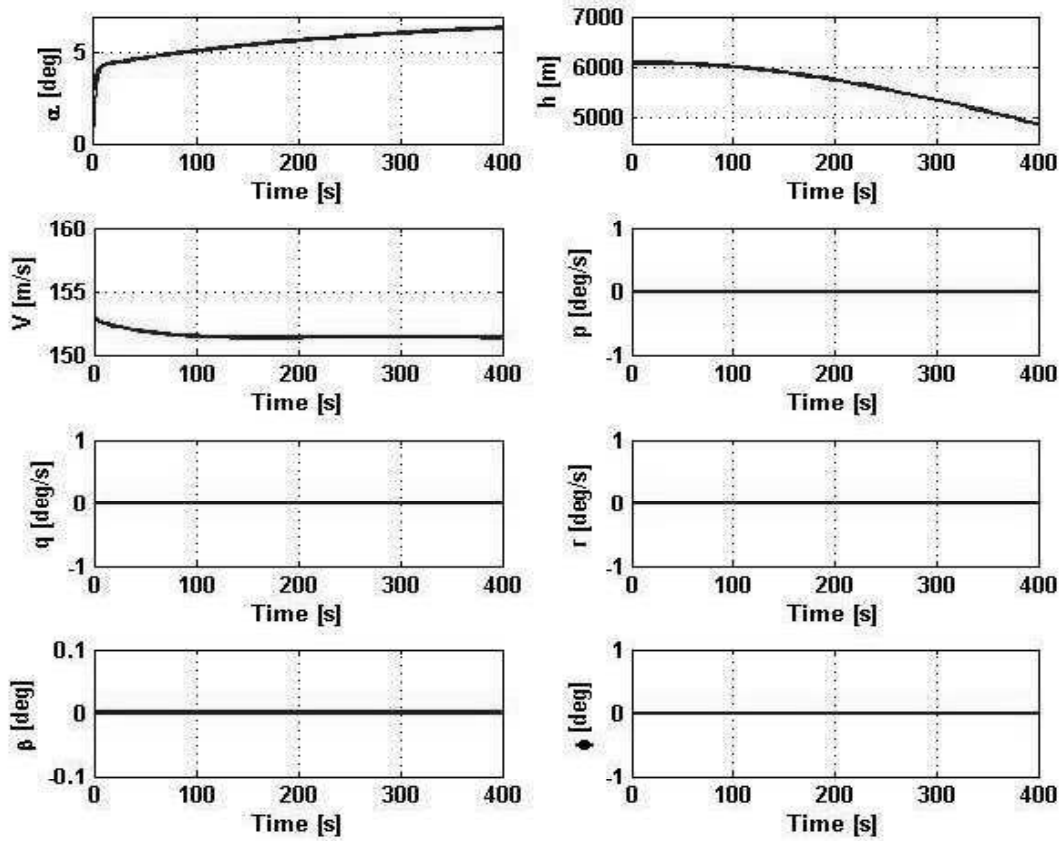 α [deg]
5
0
0 100 200 300 400
Time [s]
h [m]
7000
6000
5000
0 100 200 300 400
Time [s]
V [m/s]
160
155
150
0 100 200 300 400
Time [s]
p [deg/s]
1
0
-1
0 100 200 300 400
Time [s]
q [deg/s]
1
0
-1
0 100 200 300 400
Time [s]
r [deg/s]
1
0
-1
0 100 200 300 400
Time [s]
β [deg]
0.1
0
-0.1
0 100 200 300 400
Time [s]
ϕ [deg]
1
0
-1
0 100 200 300 400
Time [s]